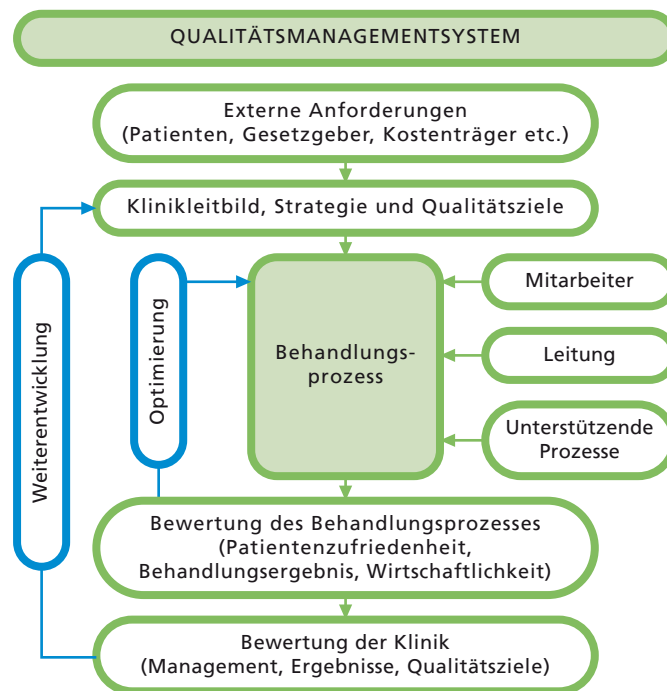 QUALITÄTSMANAGEMENTSYSTEM
Externe Anforderungen
(Patienten, Gesetzgeber, Kostenträger etc.)
Klinikleitbild, Strategie und Qualitätsziele
Weiterentwicklung
Optimierung
Behandlungs-
prozess
Mitarbeiter
Leitung
Unterstützende
Prozesse
Bewertung des Behandlungsprozesses
(Patientenzufriedenheit,
Behandlungsergebnis, Wirtschaftlichkeit)
Bewertung der Klinik
(Management, Ergebnisse, Qualitätsziele)